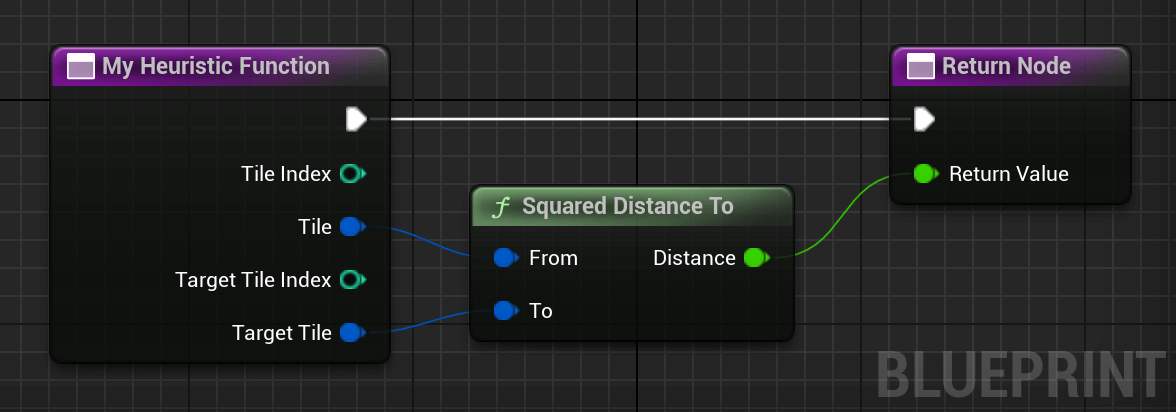 My Heuristic Function
Return Node
Tile Index
Return Value
Tile
Squared Distance To
Target Tile Index
From
Distance
Target Tile
To
BLUEPRINT